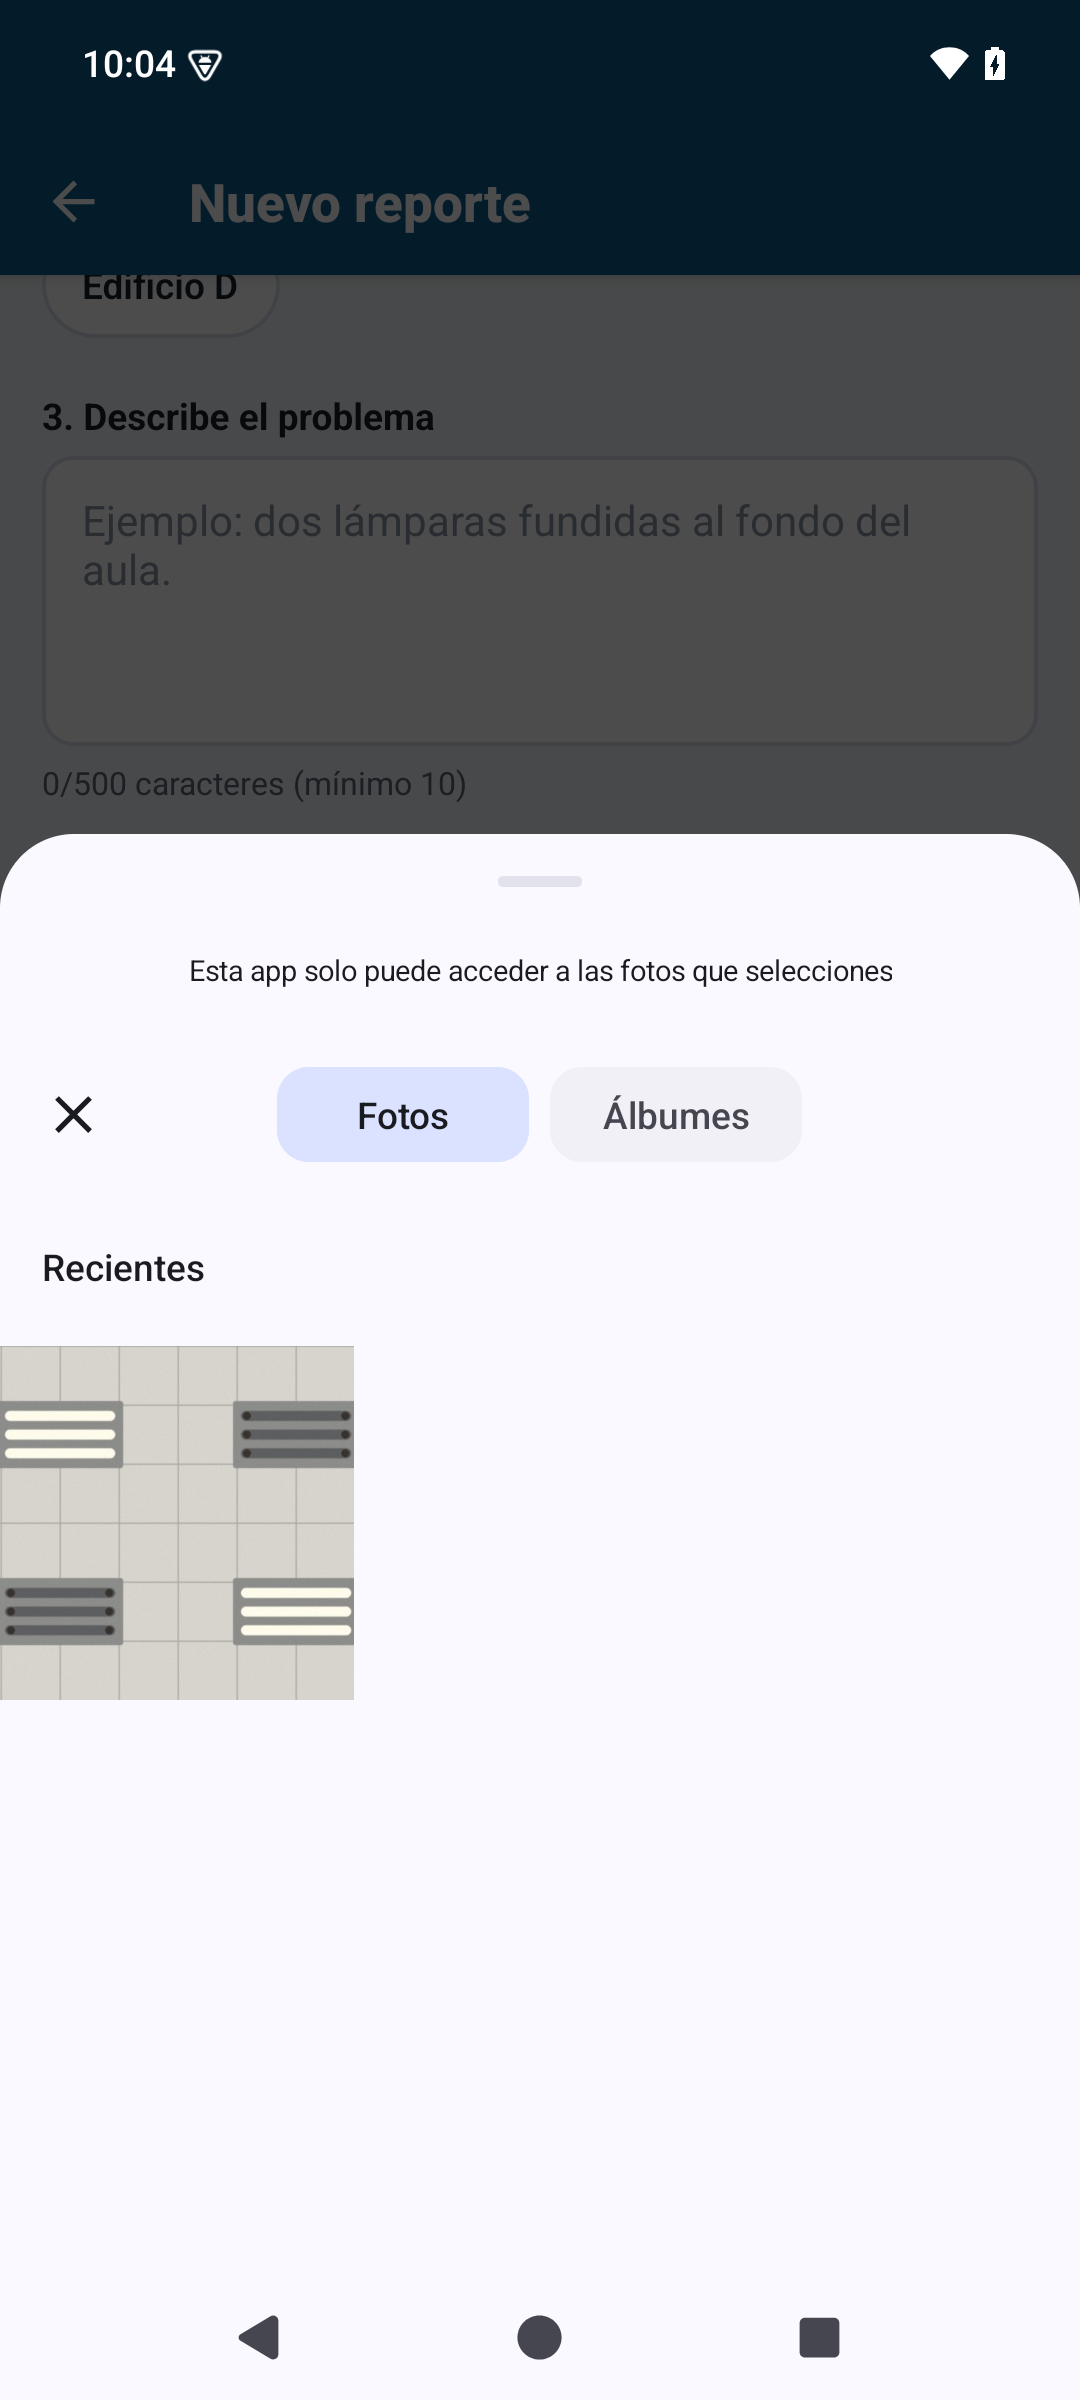 10:04
Nuevo reporte
Edificio D
3. Describe el problema
Ejemplo: dos lámparas fundidas al fondo del
aula.
0/500 caracteres (mínimo 10)
Esta app solo puede acceder a las fotos que selecciones
Fotos
Álbumes
Recientes